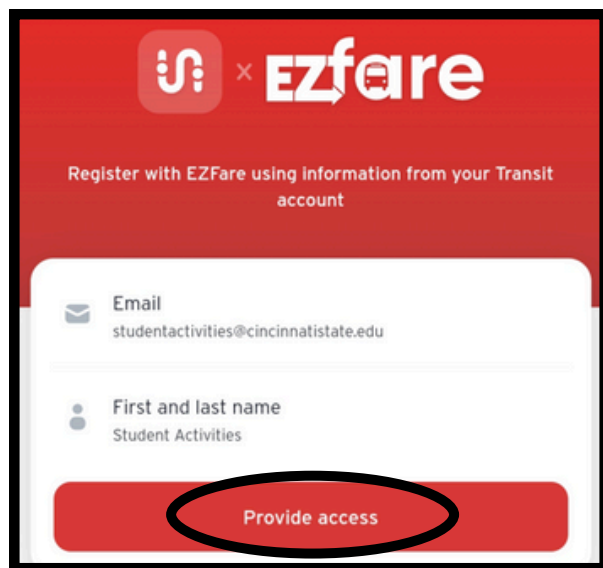 × EZfare
Register with EZFare using information from your Transit
account
Email
studentactivities@cincinnatistate.edu
First and last name
Student Activities
Provide access